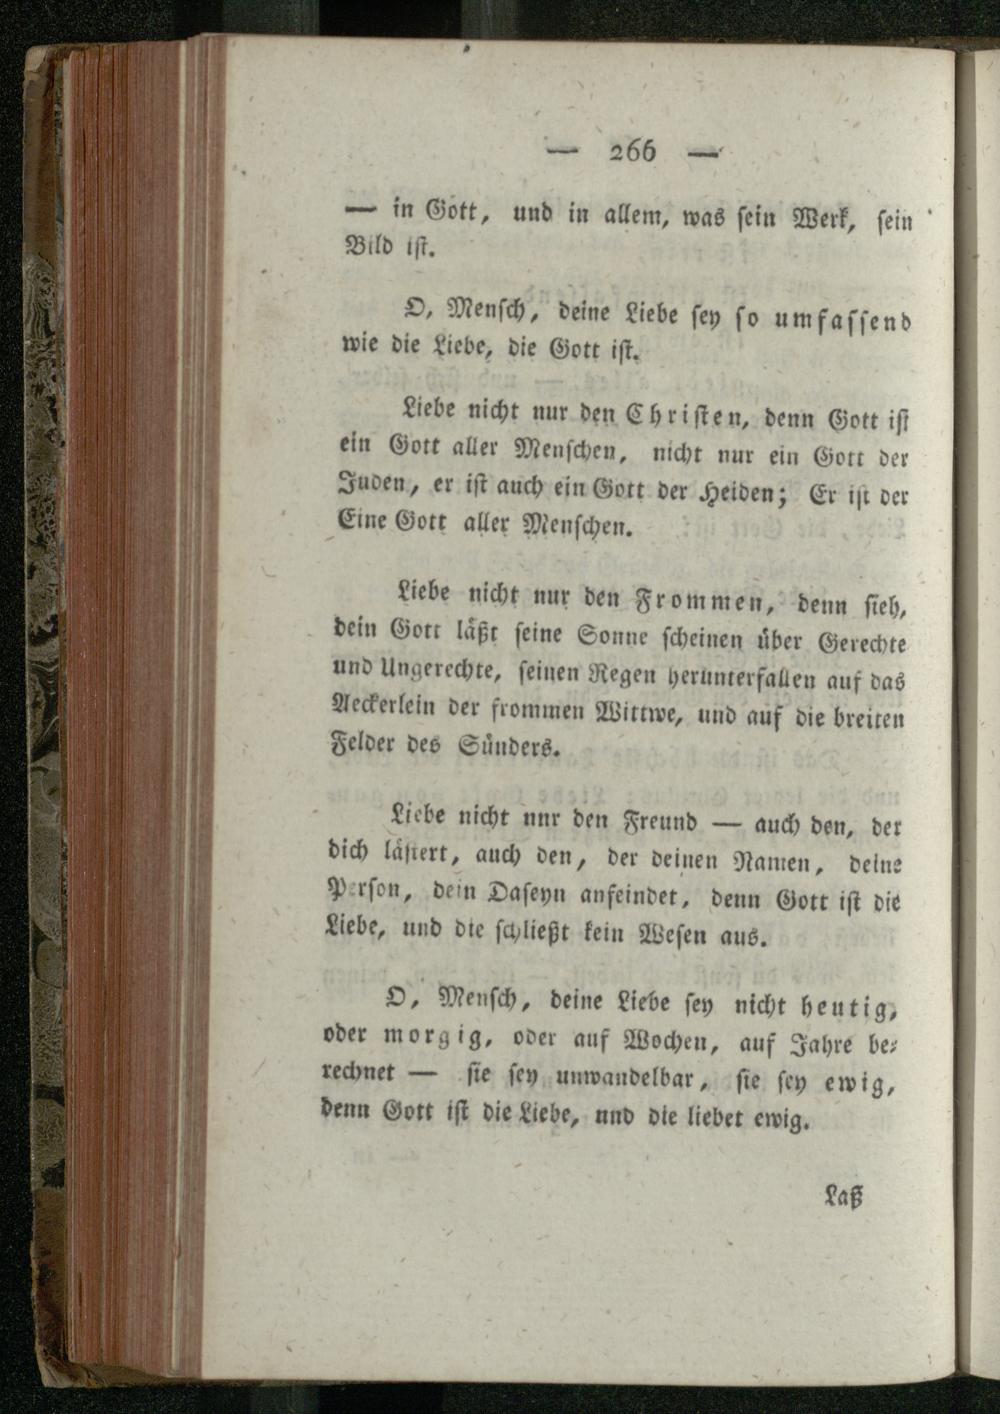 — 266 —
— in Gott, und in allem, was sein Werk, sein
Bild ist.
O, Mensch, deine Liebe sey so umfassend
wie die Liebe, die Gott ist.
Liebe nicht nur den Christen, denn Gott ist
ein Gott aller Menschen, nicht nur ein Gott der
Juden, er ist auch ein Gott der Heiden; Er ist der
Eine Gott aller Menschen.
Liebe nicht nur den Frommen, denn sieh,
dein Gott läßt seine Sonne scheinen über Gerechte
und Ungerechte, seinen Regen herunterfallen auf das
Aeckerlein der frommen Wittwe, und auf die breiten
Felder des Sünders.
Liebe nicht nnr den Freund — auch den, der
dich lästert, auch den, der deinen Namen, deine
Person, dein Daseyn anfeindet, denn Gott ist die
Liebe, und die schließt kein Wesen aus.
O, Mensch, deine Liebe sey nicht heutig,
oder morgig, oder auf Wochen, auf Jahre be-
rechnet — sie sey unwandelbar, sie sey ewig,
denn Gott ist die Liebe, und die liebet ewig.
Laß